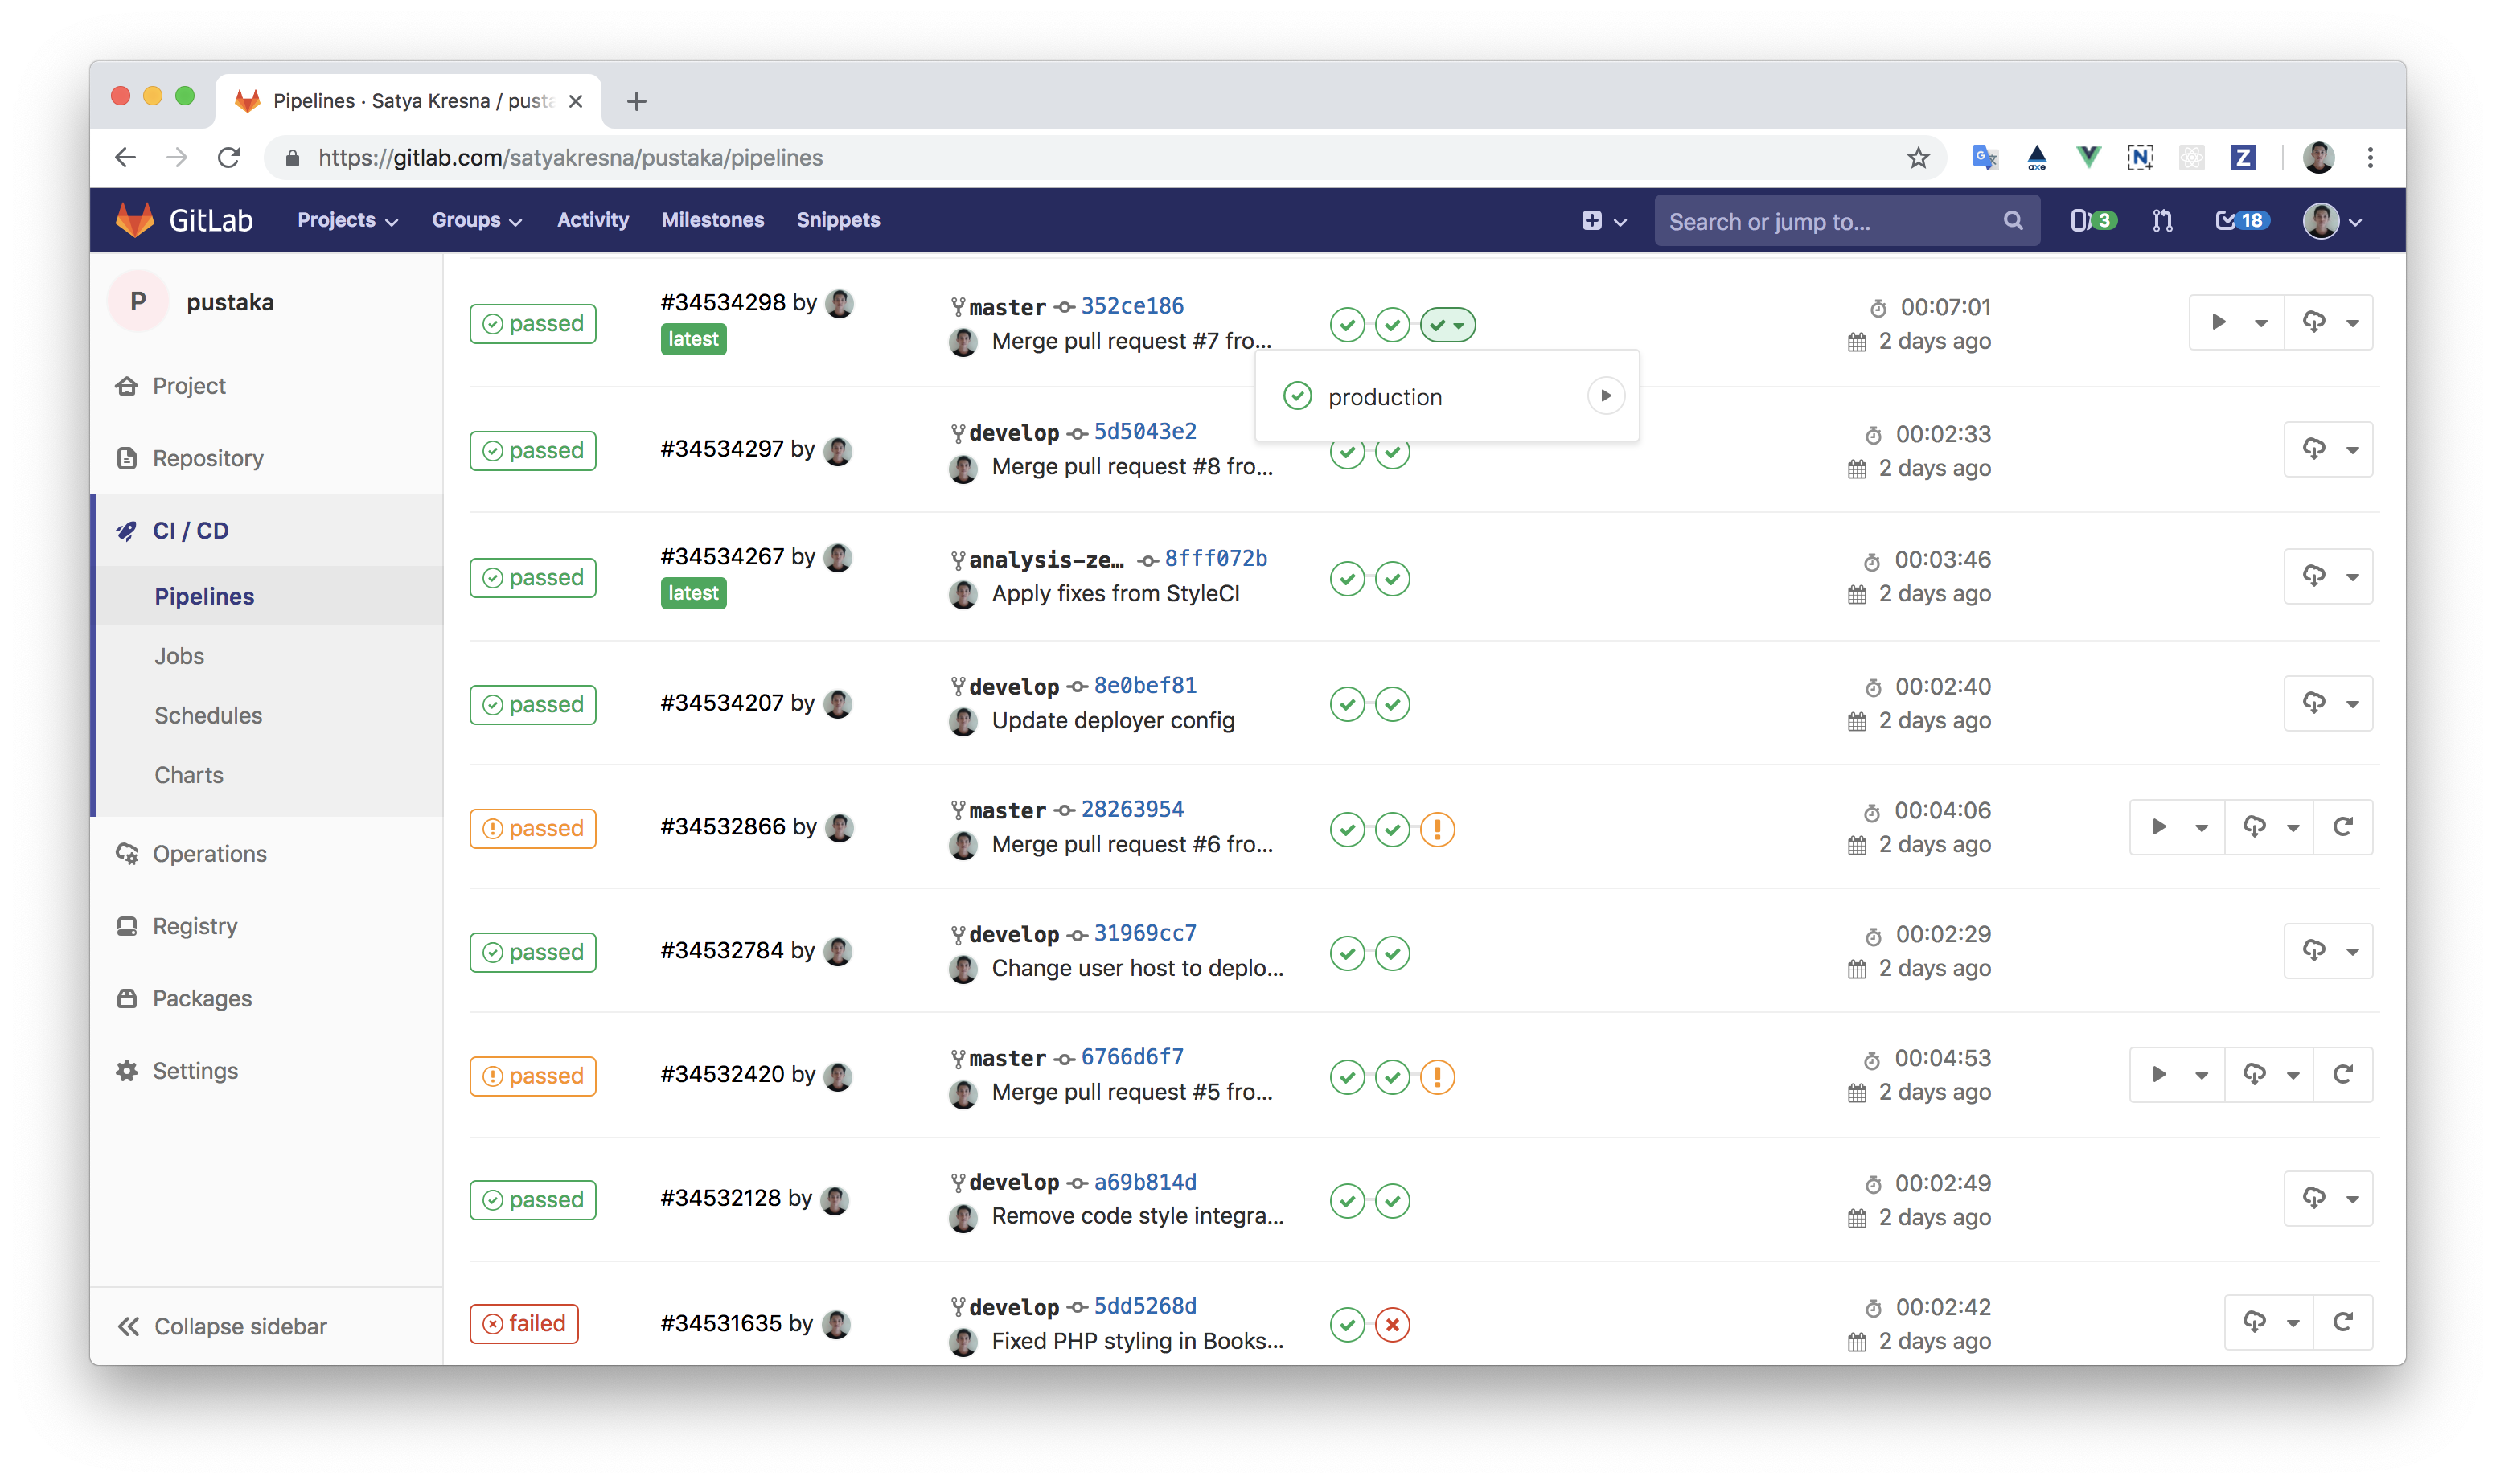 Pipelines · Satya Kresna / pusta
https://gitlab.com/satyakresna/pustaka/pipelines
GitLab Projects Groups Activity Milestones Snippets Search or jump to... 3 18
P pustaka
Project
Repository
CI / CD
Pipelines
Jobs
Schedules
Charts
Operations
Registry
Packages
Settings
Collapse sidebar
passed #34534298 by master 352ce186 00:07:01
latest Merge pull request #7 fro... 2 days ago
production
passed #34534297 by develop 5d5043e2 00:02:33
Merge pull request #8 fro... 2 days ago
passed #34534267 by analysis-ze... 8fff072b 00:03:46
latest Apply fixes from StyleCI 2 days ago
passed #34534207 by develop 8e0bef81 00:02:40
Update deployer config 2 days ago
passed #34532866 by master 28263954 00:04:06
Merge pull request #6 fro... 2 days ago
passed #34532784 by develop 31969cc7 00:02:29
Change user host to deplo... 2 days ago
passed #34532420 by master 6766d6f7 00:04:53
Merge pull request #5 fro... 2 days ago
passed #34532128 by develop a69b814d 00:02:49
Remove code style integra... 2 days ago
failed #34531635 by develop 5dd5268d 00:02:42
Fixed PHP styling in Books... 2 days ago